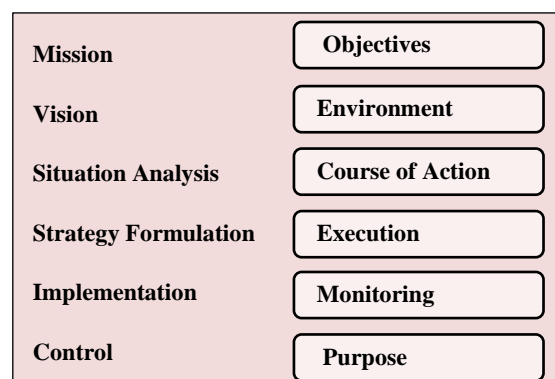 Mission
Objectives
Vision
Environment
Situation Analysis
Course of Action
Strategy Formulation
Execution
Implementation
Monitoring
Control
Purpose